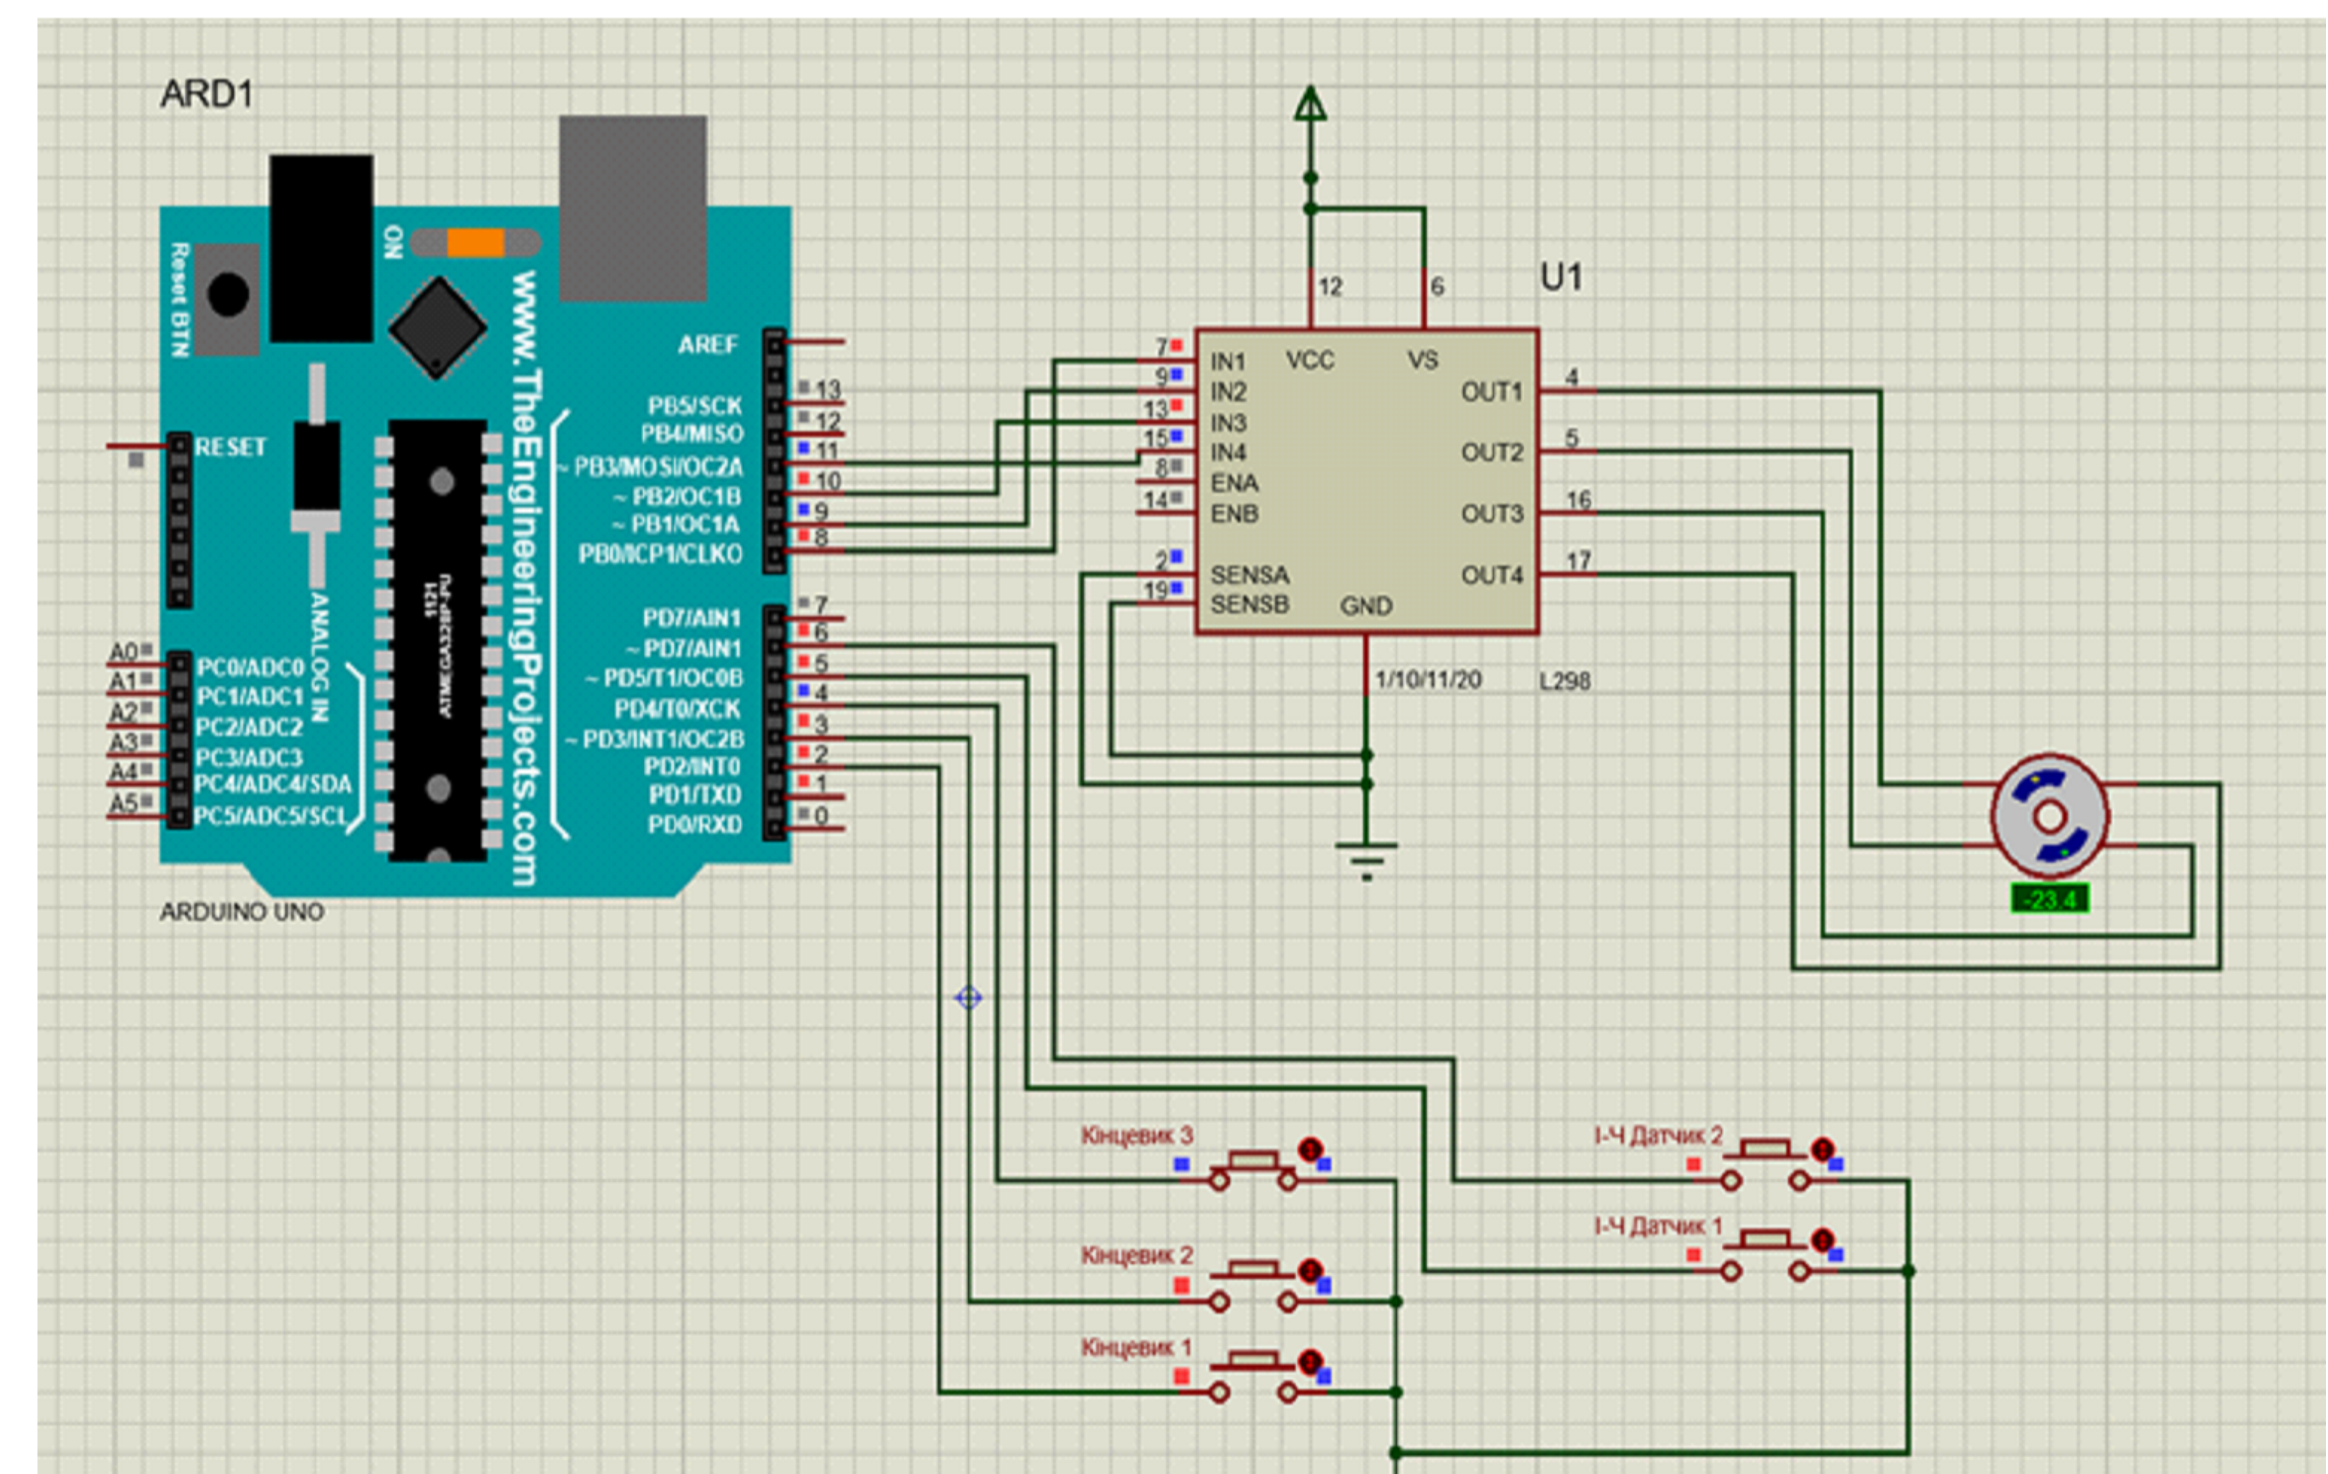 ARD1
ARDUINO UNO
Reset BTN
ON
www.TheEngineeringProjects.com
RESET
ANALOG IN
1121
ATMEGA328P-PU
A0 PC0/ADC0
A1 PC1/ADC1
A2 PC2/ADC2
A3 PC3/ADC3
A4 PC4/ADC4/SDA
A5 PC5/ADC5/SCL
AREF
PB5/SCK 13
PB4/MISO 12
~ PB3/MOSI/OC2A 11
~ PB2/OC1B 10
~ PB1/OC1A 9
PB0/ICP1/CLKO 8
PD7/AIN1 7
~ PD7/AIN1 6
~ PD5/T1/OC0B 5
PD4/T0/XCK 4
~ PD3/INT1/OC2B 3
PD2/INT0 2
PD1/TXD 1
PD0/RXD 0
U1
12
6
VCC
VS
7 IN1
9 IN2
13 IN3
15 IN4
8 ENA
14 ENB
2 SENSA
19 SENSB
OUT1 4
OUT2 5
OUT3 16
OUT4 17
GND
1/10/11/20
L298
-23.4
Кінцевик 3
Кінцевик 2
Кінцевик 1
І-Ч Датчик 2
І-Ч Датчик 1